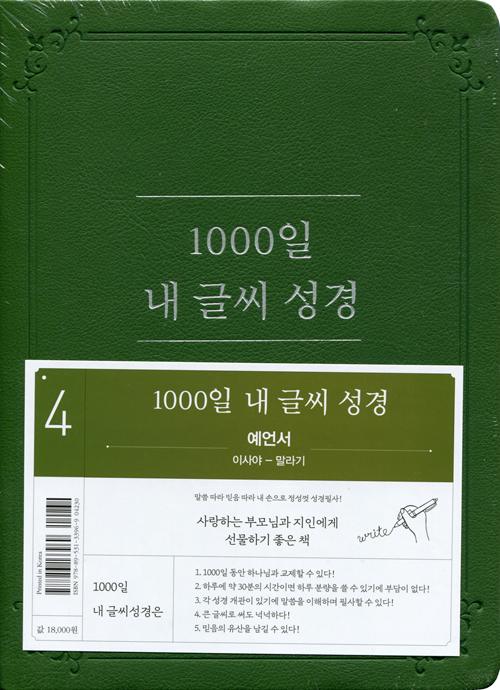 1000일
내 글씨 성경
4
1000일 내 글씨 성경
예언서
이사야 – 말라기
말씀 따라 믿음 따라 내 손으로 정성껏 성경필사!
사랑하는 부모님과 지인에게
선물하기 좋은 책
write
Printed in Korea
ISBN 978-89-531-3396-9 04230
1000일
내 글씨성경은
값 18,000원
1. 1000일 동안 하나님과 교제할 수 있다!
2. 하루에 약 30분의 시간이면 하루 분량을 쓸 수 있기에 부담이 없다!
3. 각 성경 개관이 있기에 말씀을 이해하며 필사할 수 있다!
4. 큰 글씨로 써도 넉넉하다!
5. 믿음의 유산을 남길 수 있다!